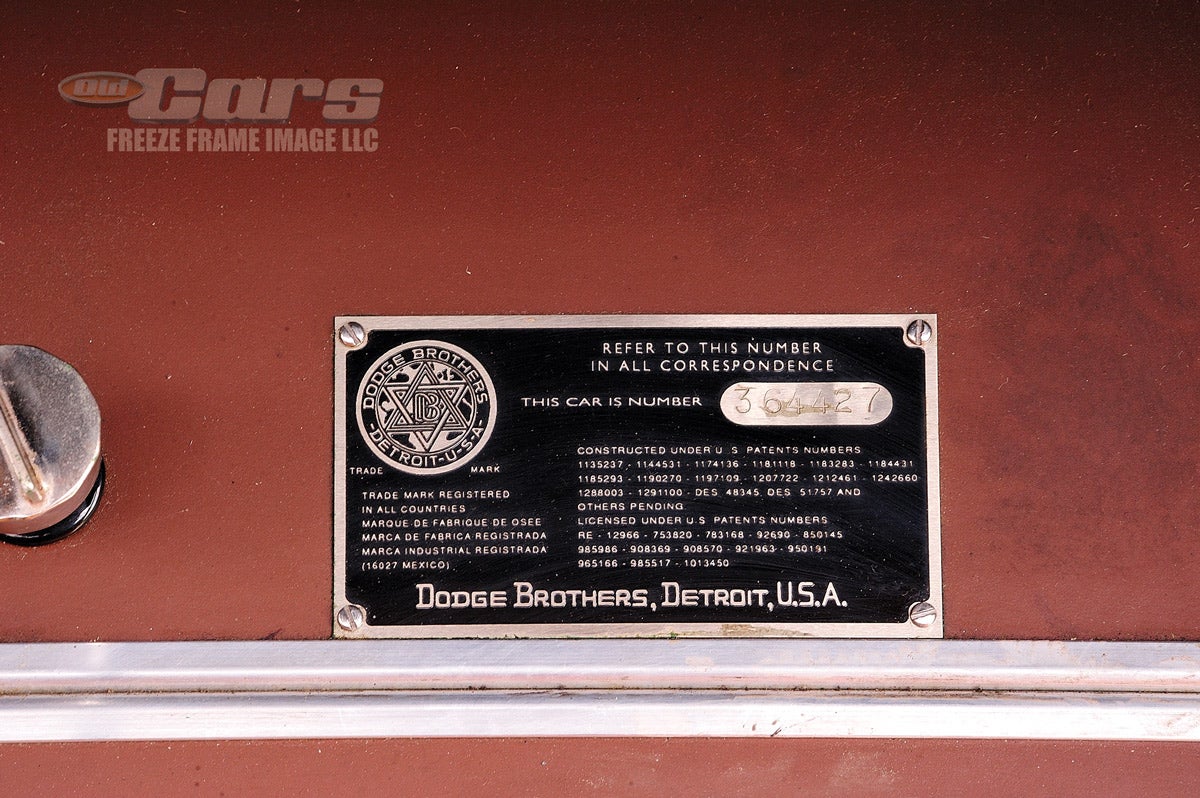 Old Cars
FREEZE FRAME IMAGE LLC
DODGE BROTHERS
DETROIT-U-S-A-
DB
TRADE MARK
REFER TO THIS NUMBER
IN ALL CORRESPONDENCE
THIS CAR IS NUMBER 364427
TRADE MARK REGISTERED
IN ALL COUNTRIES
MARQUE DE FABRIQUE DE OSEE
MARCA DE FABRICA REGISTRADA
MARCA INDUSTRIAL REGISTRADA
(16027 MEXICO)
CONSTRUCTED UNDER U S PATENTS NUMBERS
1135237 - 1144531 - 1174136 - 1181118 - 1183283 - 1184431
1185293 - 1190270 - 1197109 - 1207722 - 1212461 - 1242660
1288003 - 1291100 - DES 48345, DES 51757 AND
OTHERS PENDING
LICENSED UNDER U.S PATENTS NUMBERS
RE - 12966 - 753820 - 783168 - 92690 - 850145
985986 - 908369 - 908570 - 921963 - 950191
965166 - 985517 - 1013450
DODGE BROTHERS, DETROIT, U.S.A.